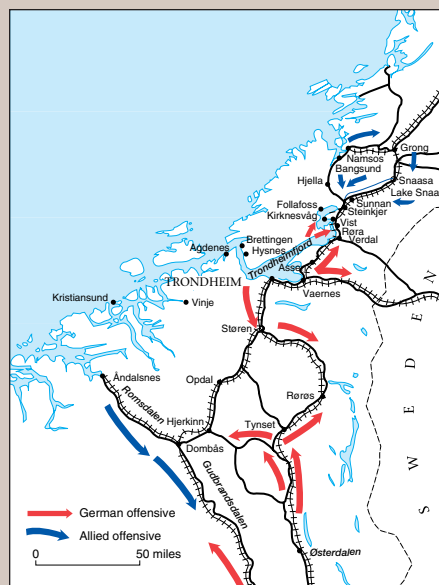 Grong
Namsos
Bangsund
Snaasa
Lake Snaa
Hjella
Sunnan
Steinkjer
Follafoss
Kirknesvåg
Vist
Røra
Verdal
Brettingen
Hysnes
Agdenes
Trondheimfjord
Asse
TRONDHEIM
Vaernes
Kristiansund
Vinje
Støren
SWEDEN
Åndalsnes
Opdal
Røros
Romsdalen
Hjerkinn
Tynset
Dombås
Gudbrandsdalen
German offensive
Allied offensive
0 50 miles
Østerdalen